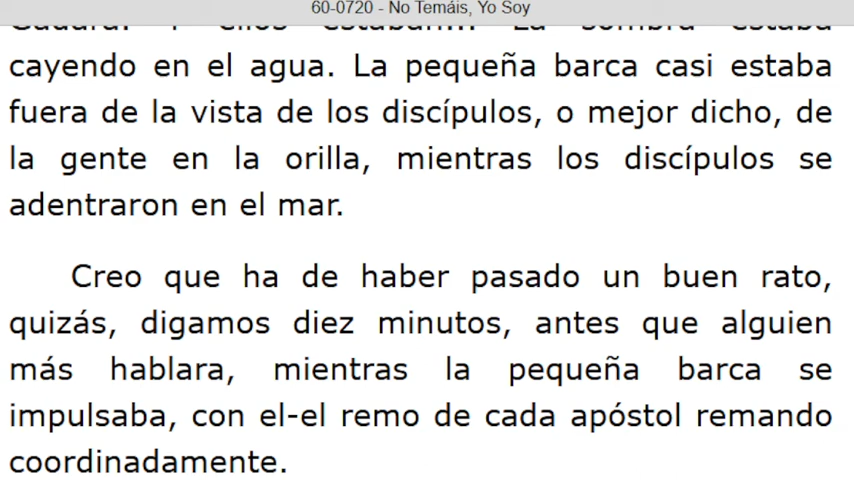 60-0720 - No Temáis, Yo Soy
cayendo en el agua. La pequeña barca casi estaba
fuera de la vista de los discípulos, o mejor dicho, de
la gente en la orilla, mientras los discípulos se
adentraron en el mar.
Creo que ha de haber pasado un buen rato,
quizás, digamos diez minutos, antes que alguien
más hablara, mientras la pequeña barca se
impulsaba, con el-el remo de cada apóstol remando
coordinadamente.